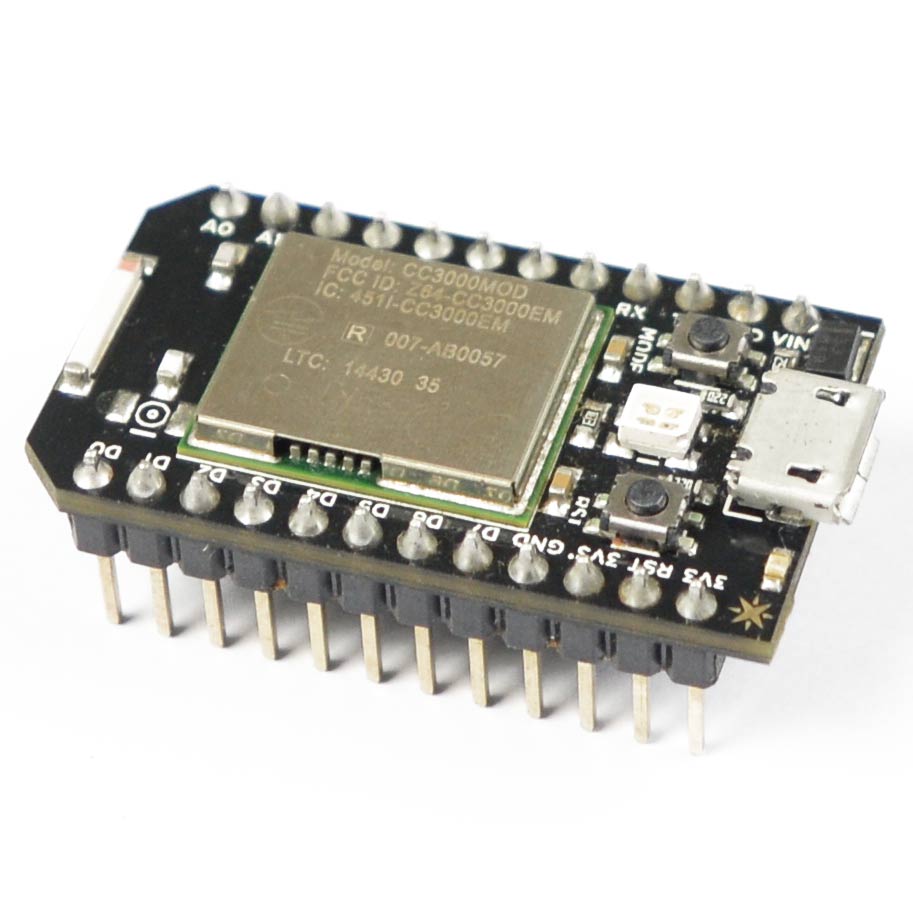 A0
RX
VIN
MODE
Model: CC3000MOD
FCC ID: Z64-CC3000EM
IC: 451I-CC3000EM
R 007-AB0057
LTC: 14430 35
D0 D1 D2 D3 D4 D5 D6 D7 GND 3V3* RST 3V3